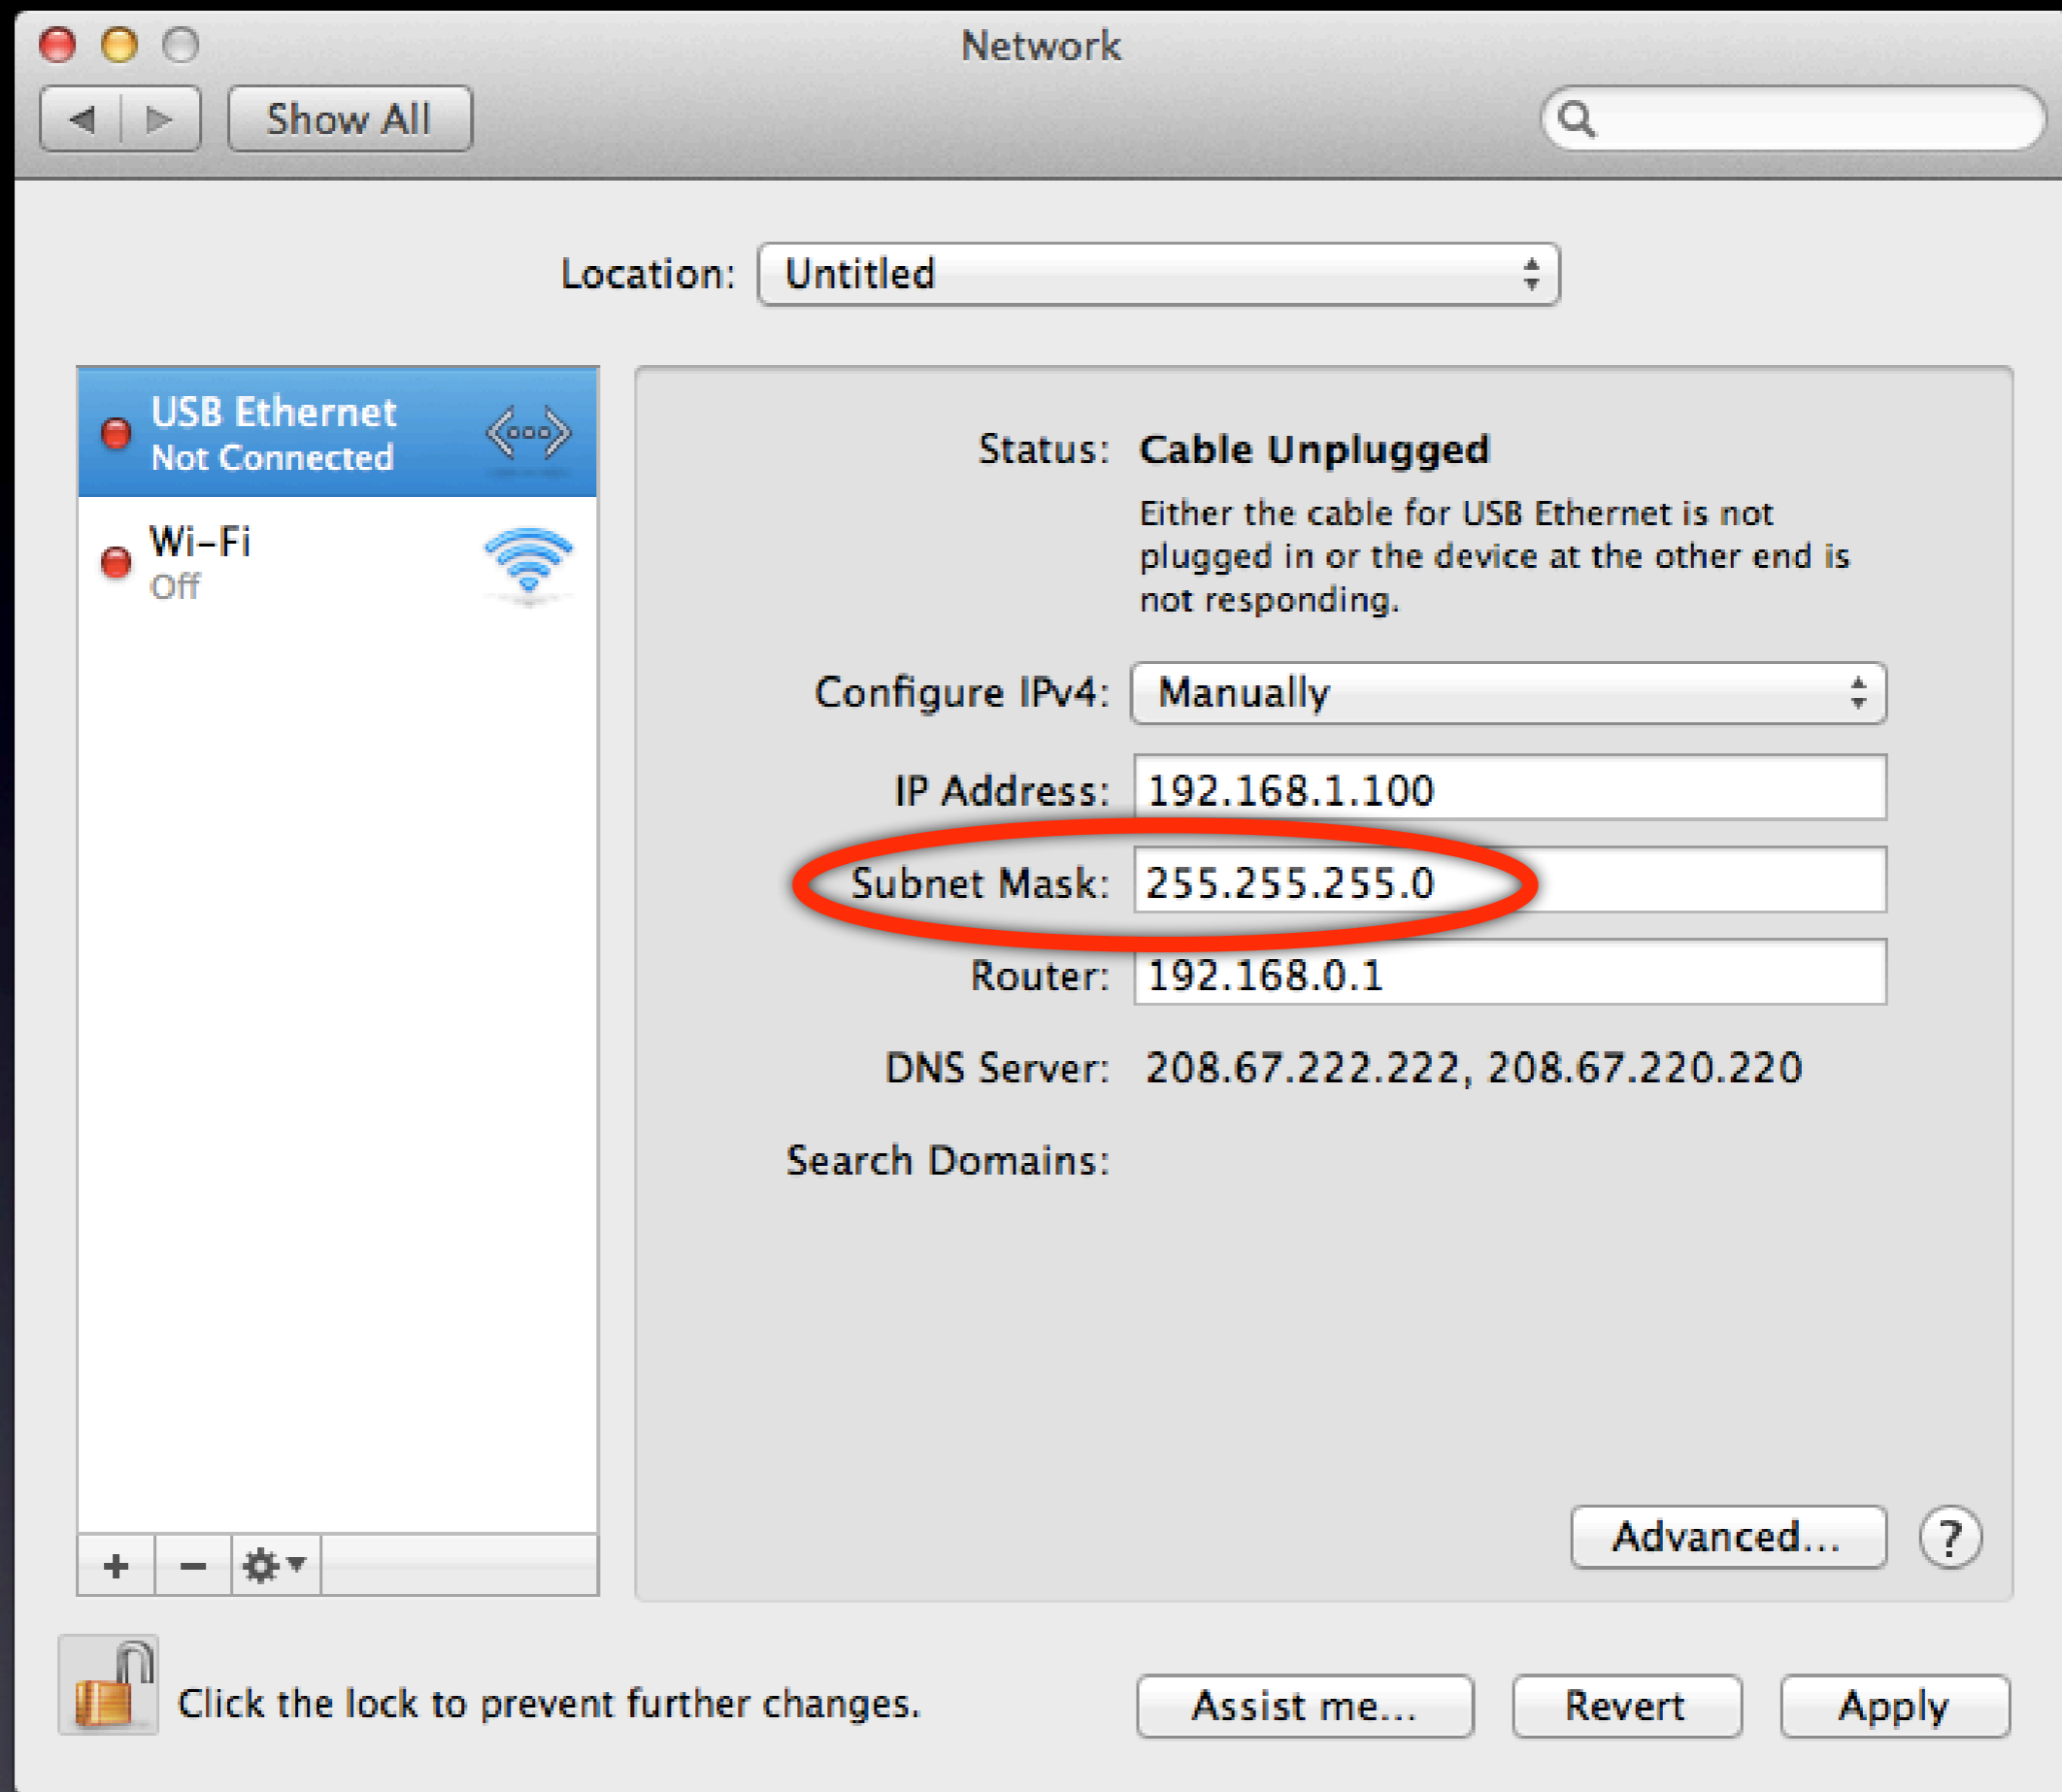 Network
Show All
Location: Untitled
USB Ethernet
Not Connected
Wi-Fi
Off
Status: Cable Unplugged
Either the cable for USB Ethernet is not
plugged in or the device at the other end is
not responding.
Configure IPv4: Manually
IP Address: 192.168.1.100
Subnet Mask: 255.255.255.0
Router: 192.168.0.1
DNS Server: 208.67.222.222, 208.67.220.220
Search Domains:
Advanced... ?
Click the lock to prevent further changes.
Assist me... Revert Apply